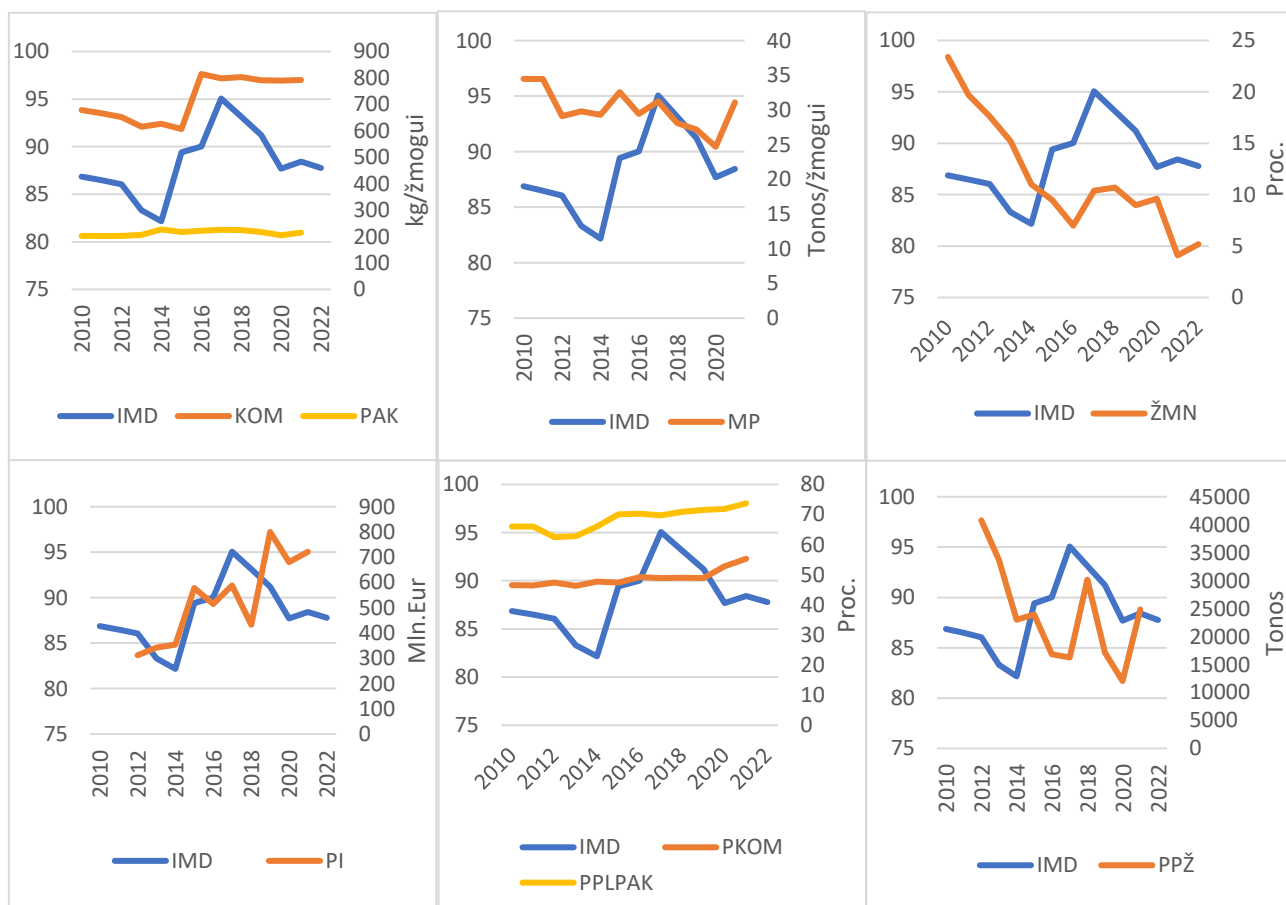 100 95 90 85 80 75
900 800 700 600 500 400 300 200 100 0
kg/žmogui
2010 2012 2014 2016 2018 2020 2022
IMD KOM PAK
100 95 90 85 80 75
40 35 30 25 20 15 10 5 0
Tonos/žmogui
2010 2012 2014 2016 2018 2020
IMD MP
100 95 90 85 80 75
25 20 15 10 5 0
Proc.
2010 2012 2014 2016 2018 2020 2022
IMD ŽMN
100 95 90 85 80 75
900 800 700 600 500 400 300 200 100 0
Mln.Eur
2010 2012 2014 2016 2018 2020 2022
IMD PI
100 95 90 85 80 75
80 70 60 50 40 30 20 10 0
Proc.
2010 2012 2014 2016 2018 2020 2022
IMD PKOM
PPLPAK
100 95 90 85 80 75
45000 40000 35000 30000 25000 20000 15000 10000 5000 0
Tonos
2010 2012 2014 2016 2018 2020 2022
IMD PPŽ